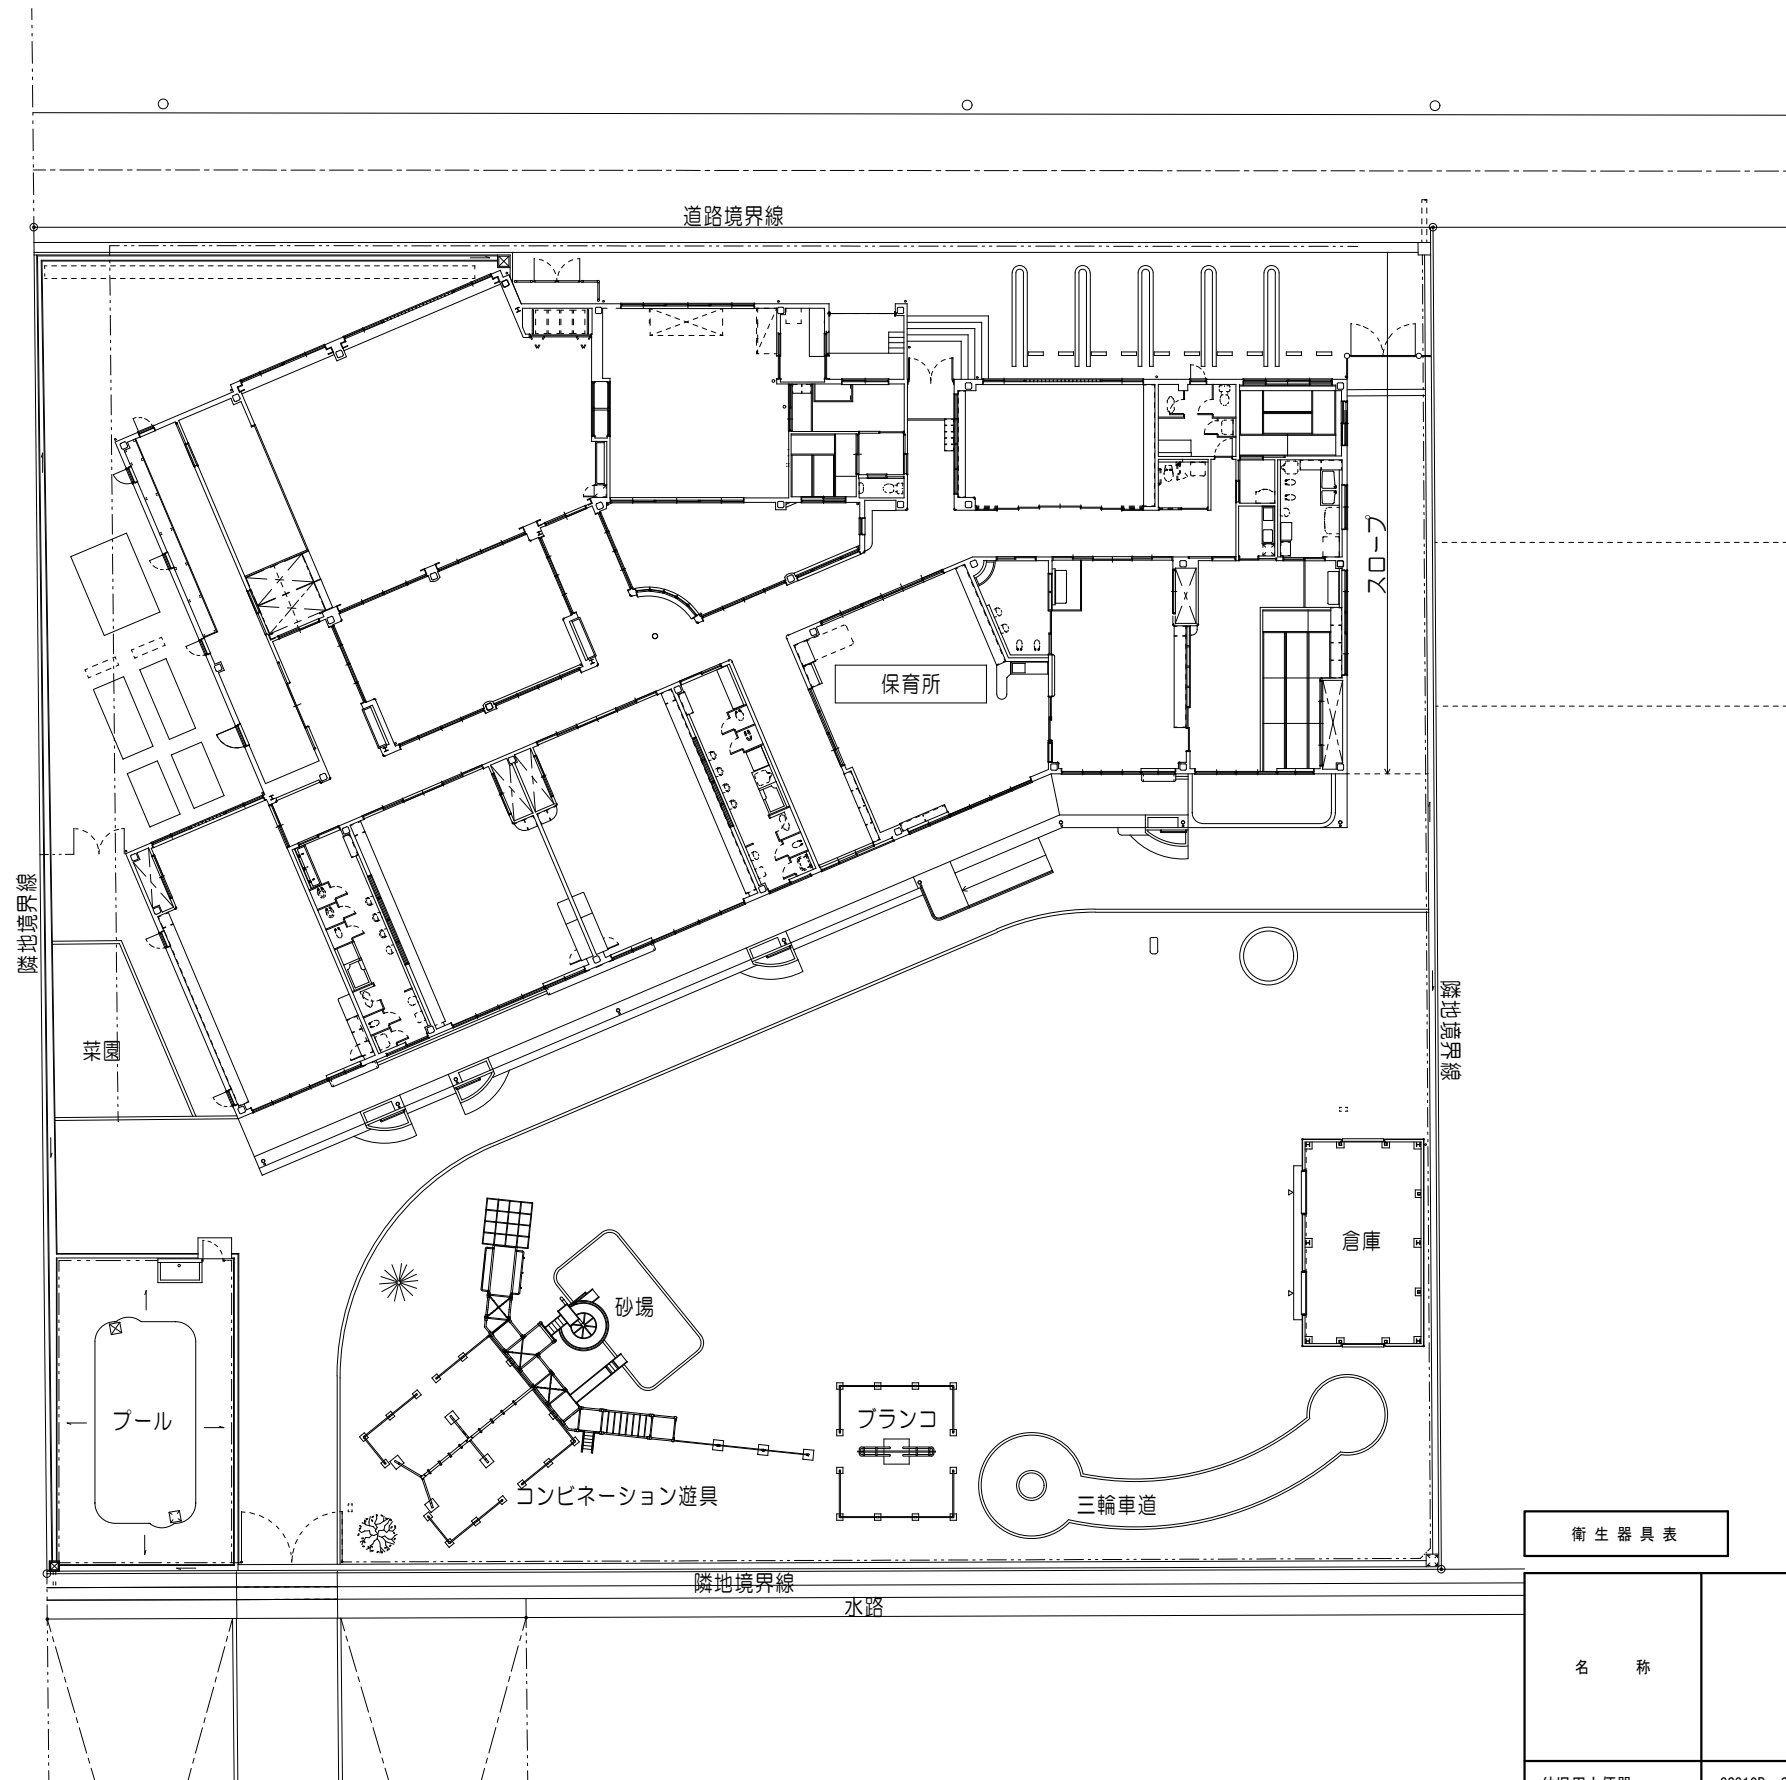 道路境界線
スロープ
保育所
隣地境界線
隣地境界線
菜園
倉庫
砂場
プール
ブランコ
コンビネーション遊具
三輪車道
衛生器具表
隣地境界線
水路
名 称